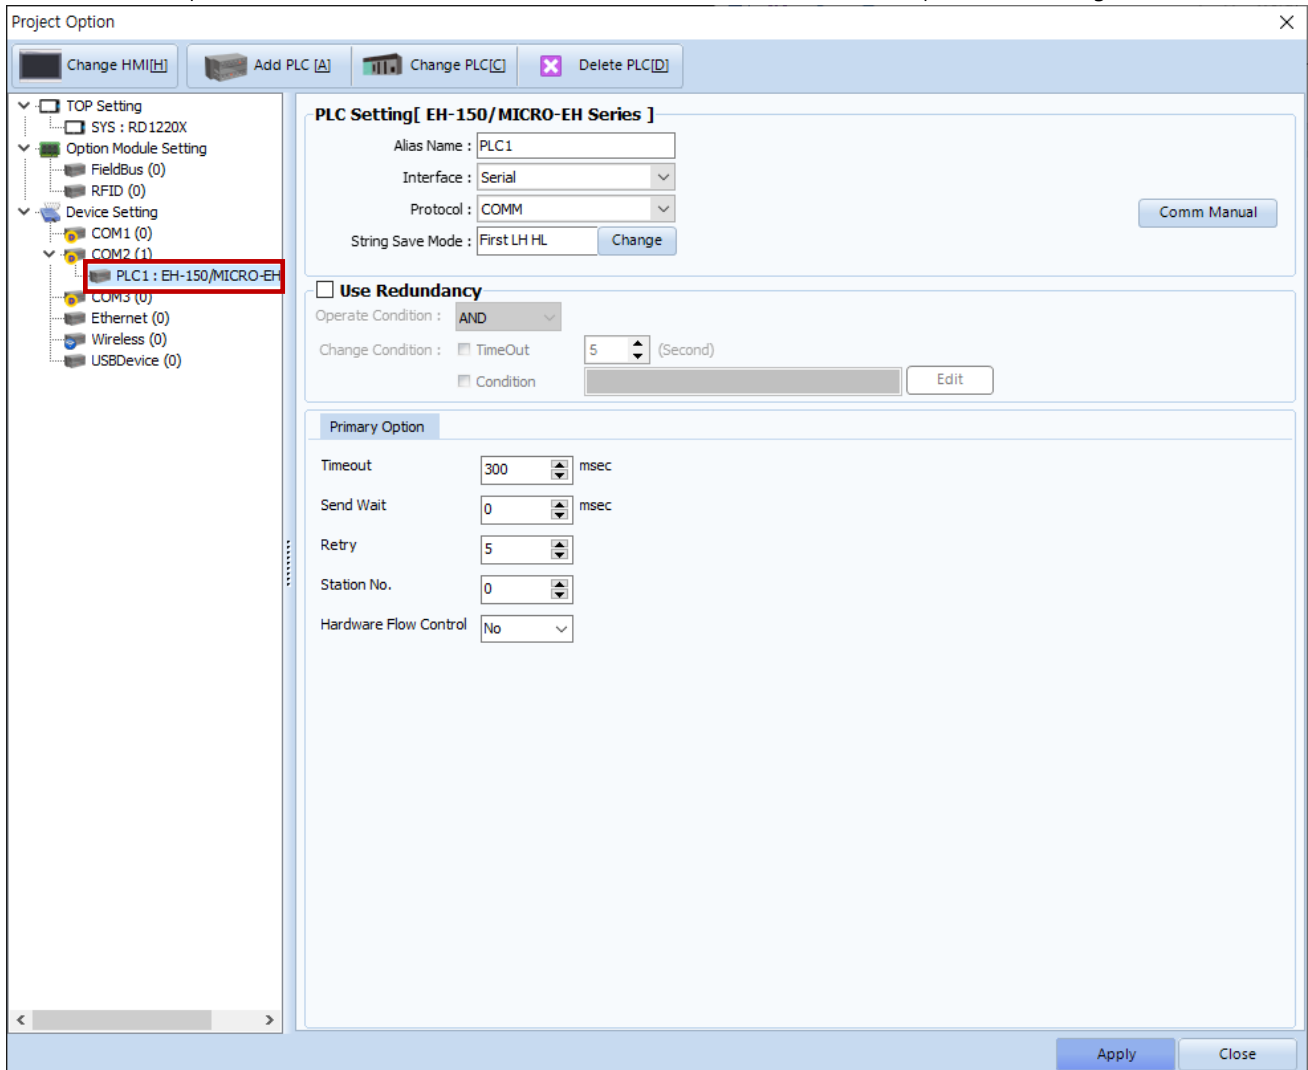 Project Option
Change HMI[H]
Add PLC [A]
Change PLC[C]
Delete PLC[D]
TOP Setting
SYS : RD1220X
Option Module Setting
FieldBus (0)
RFID (0)
Device Setting
COM1 (0)
COM2 (1)
PLC1 : EH-150/MICRO-EH
COM3 (0)
Ethernet (0)
Wireless (0)
USBDevice (0)
PLC Setting[ EH-150/MICRO-EH Series ]
Alias Name : PLC1
Interface : Serial
Protocol : COMM
Comm Manual
String Save Mode : First LH HL Change
Use Redundancy
Operate Condition : AND
Change Condition : TimeOut 5 (Second)
Condition Edit
Primary Option
Timeout 300 msec
Send Wait 0 msec
Retry 5
Station No. 0
Hardware Flow Control No
Apply Close